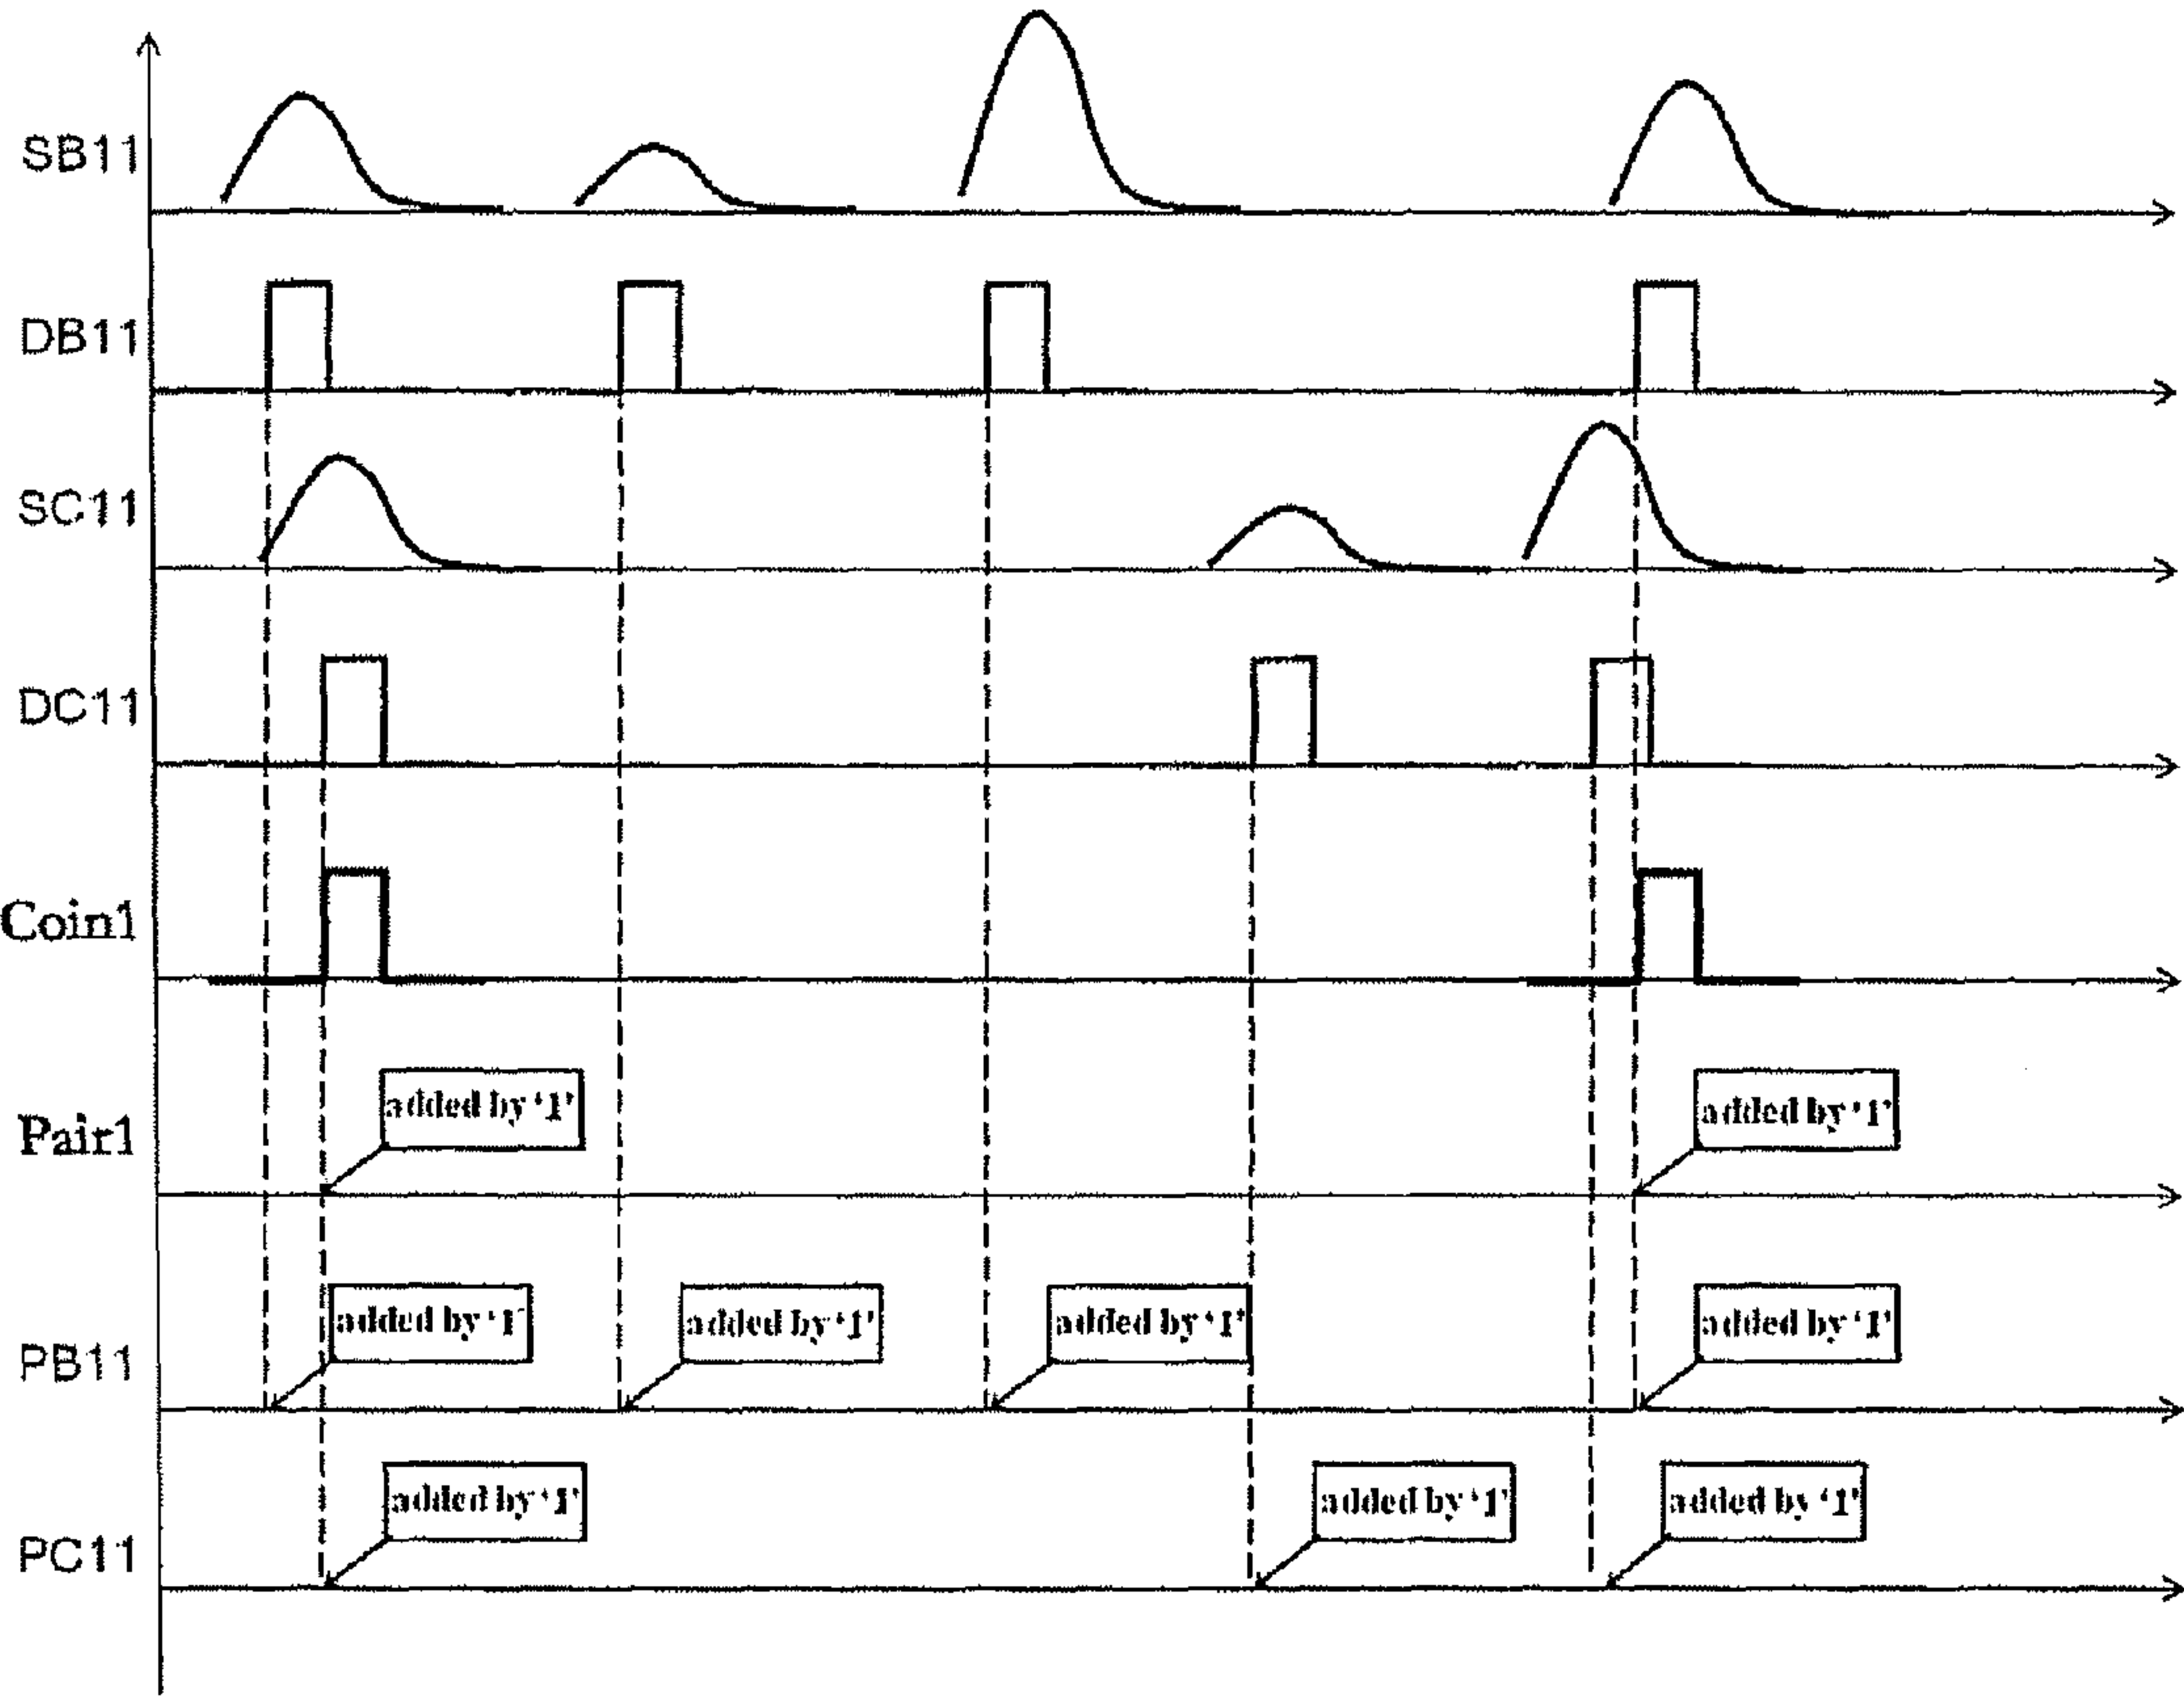 SB11
DB11
SC11
DC11
Coin1
Pair1
added by '1'
added by '1'
PB11
added by '1'
added by '1'
added by '1'
added by '1'
PC11
added by '1'
added by '1'
added by '1'